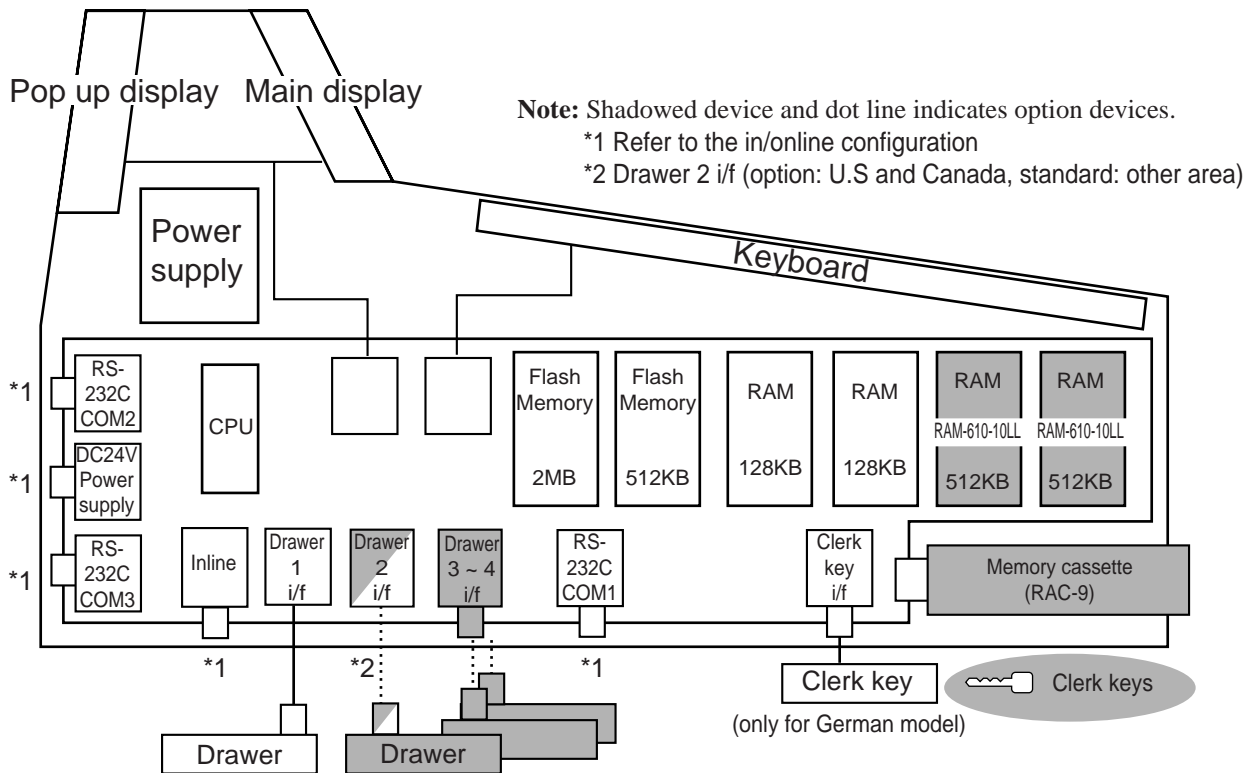 Pop up display
Main display
Note: Shadowed device and dot line indicates option devices.
*1 Refer to the in/online configuration
*2 Drawer 2 i/f (option: U.S and Canada, standard: other area)
Power
supply
Keyboard
*1
RS-
232C
COM2
CPU
Flash
Memory
2MB
Flash
Memory
512KB
RAM
128KB
RAM
128KB
RAM
RAM-610-10LL
512KB
RAM
RAM-610-10LL
512KB
*1
DC24V
Power
supply
*1
RS-
232C
COM3
Inline
Drawer
1
i/f
Drawer
2
i/f
Drawer
3 ~ 4
i/f
RS-
232C
COM1
Clerk
key
i/f
Memory cassette
(RAC-9)
*1
*2
*1
Clerk key
(only for German model)
Clerk keys
Drawer
Drawer